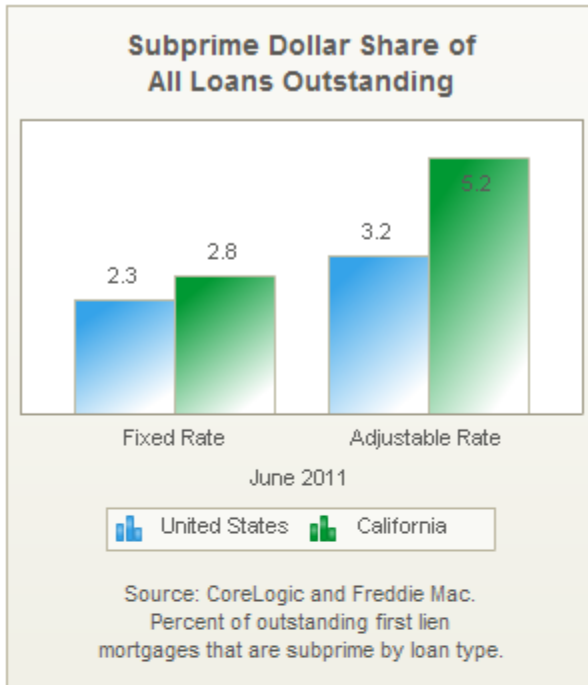 Subprime Dollar Share of
All Loans Outstanding
2.3
2.8
3.2
5.2
Fixed Rate
Adjustable Rate
June 2011
United States
California
Source: CoreLogic and Freddie Mac.
Percent of outstanding first lien
mortgages that are subprime by loan type.